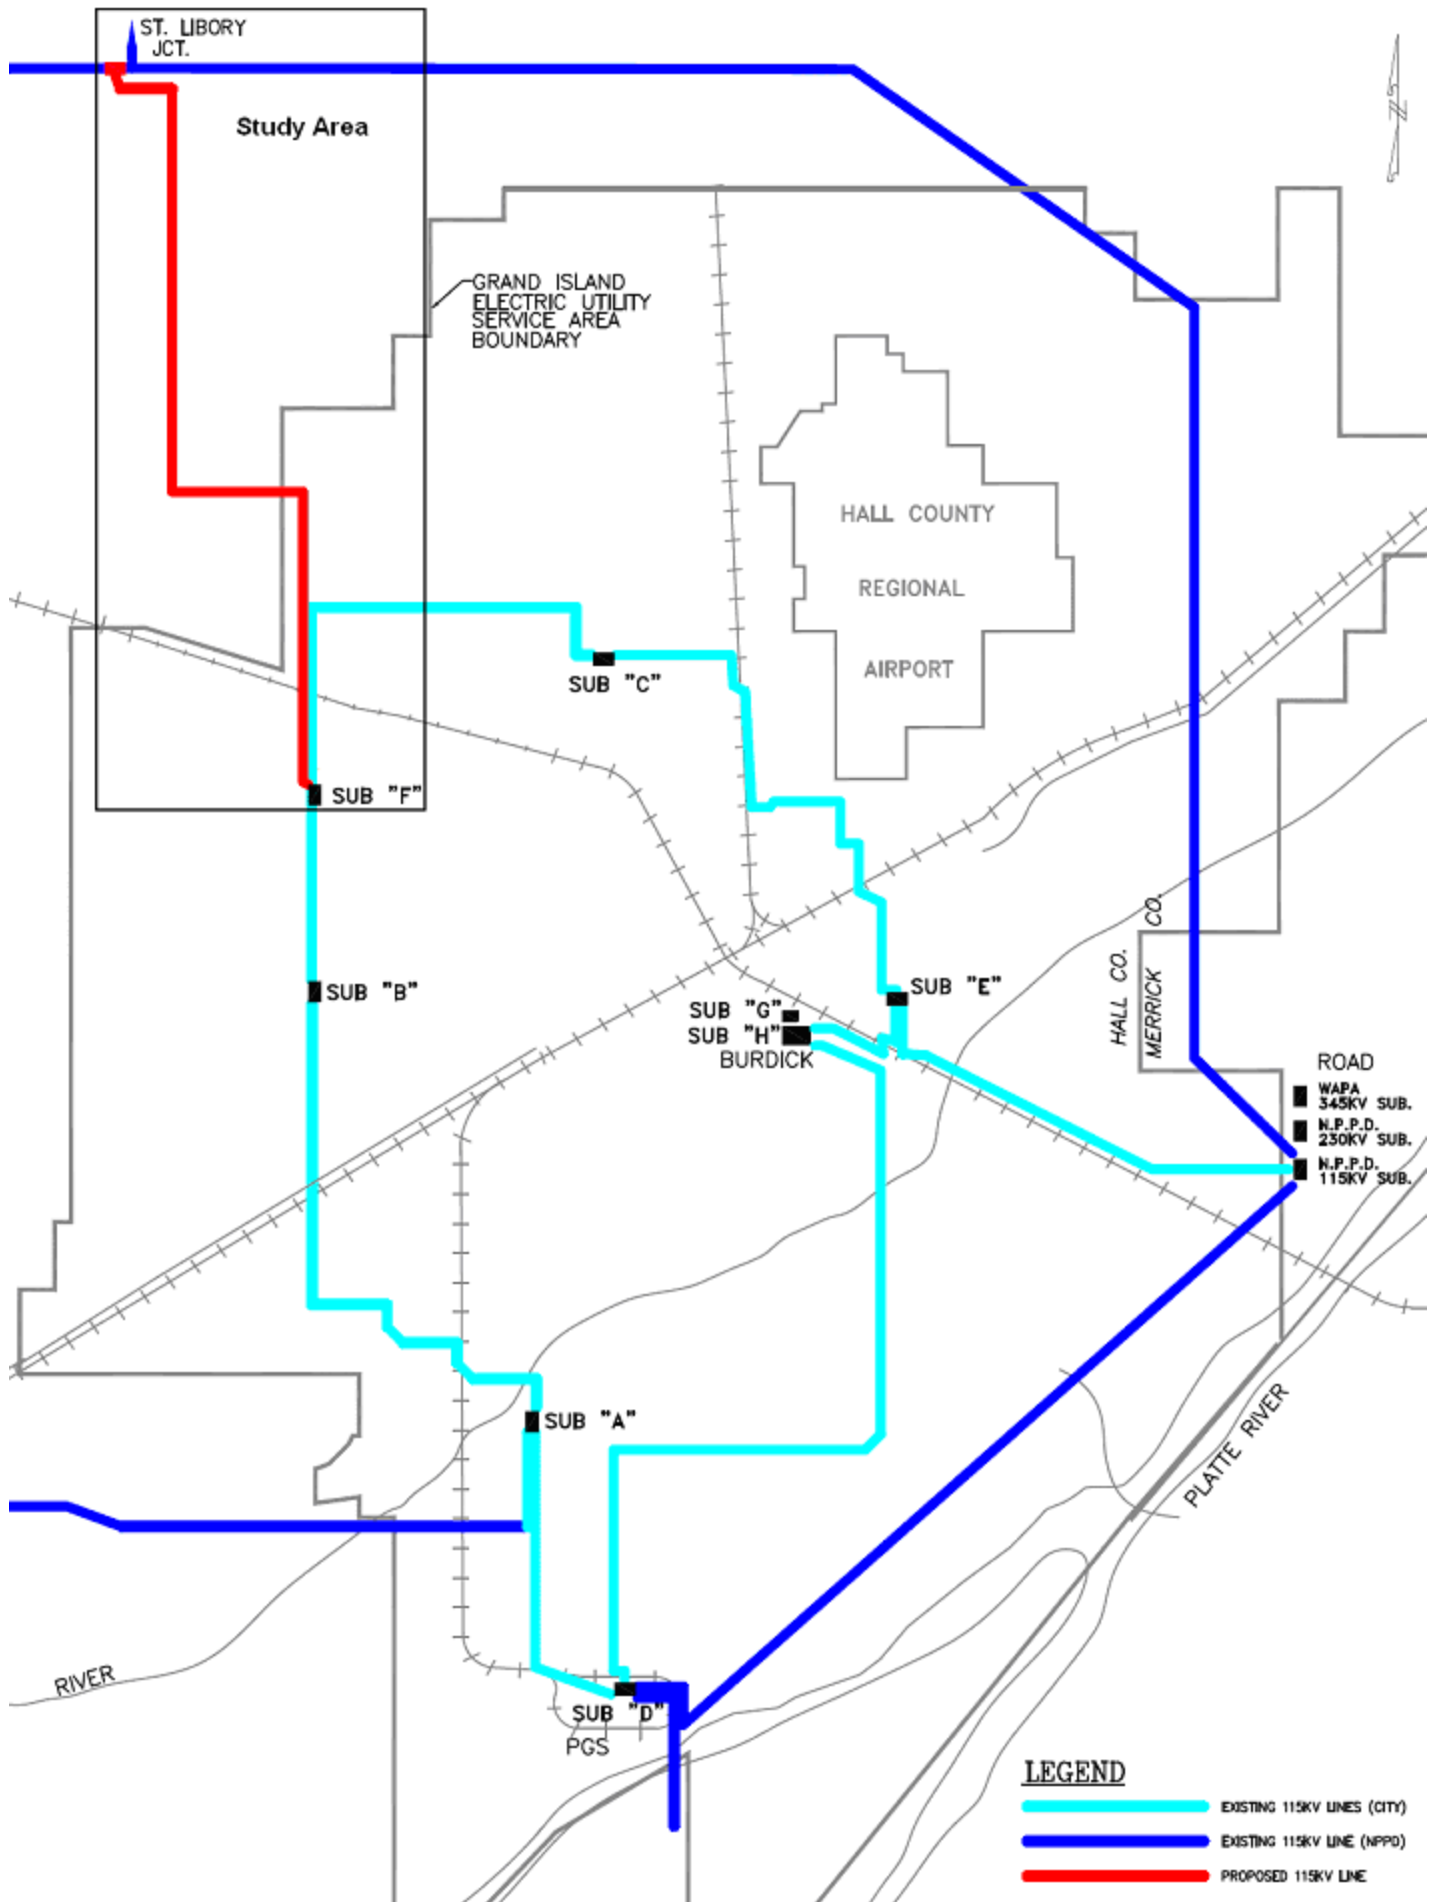 ST. LIBORY
JCT.
Study Area
N
GRAND ISLAND
ELECTRIC UTILITY
SERVICE AREA
BOUNDARY
HALL COUNTY
REGIONAL
AIRPORT
SUB "C"
SUB "F"
SUB "B"
SUB "E"
SUB "G"
SUB "H"
BURDICK
HALL CO.
MERRICK CO.
ROAD
WAPA
345KV SUB.
N.P.P.D.
230KV SUB.
N.P.P.D.
115KV SUB.
SUB "A"
PLATTE RIVER
RIVER
SUB "D"
PGS
LEGEND
EXISTING 115KV LINES (CITY)
EXISTING 115KV LINE (NPPD)
PROPOSED 115KV LINE